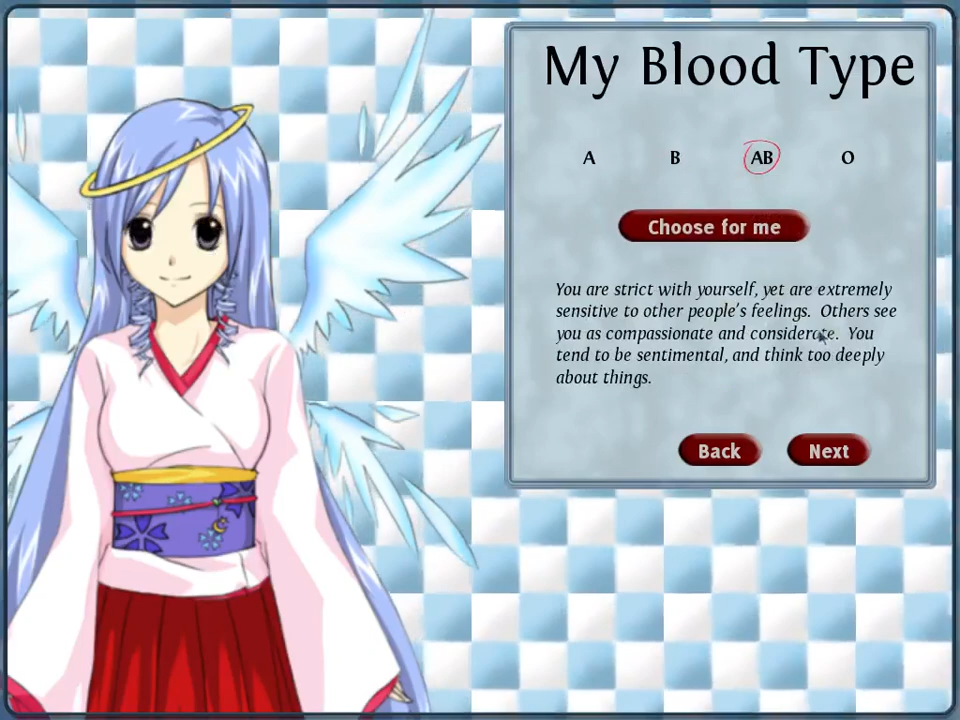 My Blood Type
A B AB O
Choose for me
You are strict with yourself, yet are extremely
sensitive to other people's feelings. Others see
you as compassionate and considerate. You
tend to be sentimental, and think too deeply
about things.
Back Next